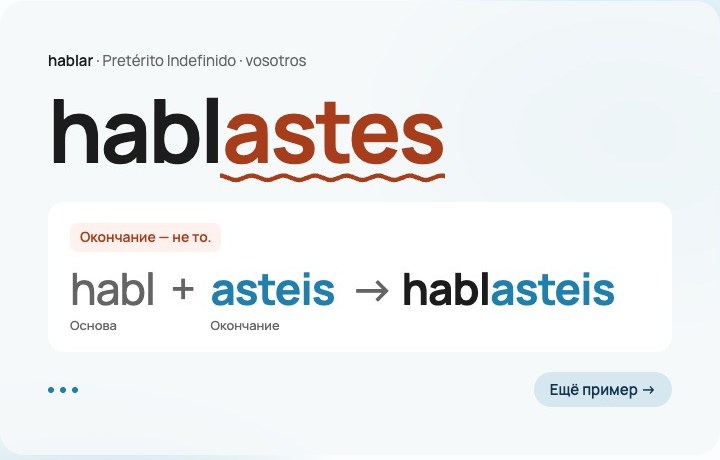 hablar · Pretérito Indefinido · vosotros
hablastes
Окончание — не то.
habl + asteis → hablasteis
Основа Окончание
Ещё пример →